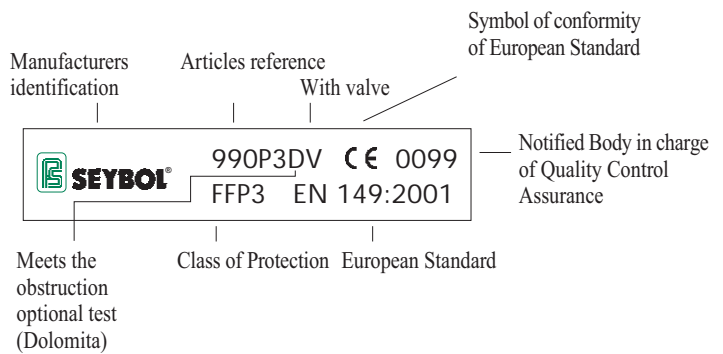 Symbol of conformity
of European Standard
Manufacturers
identification
Articles reference
With valve
SEYBOL®
990P3DV CE 0099
FFP3 EN 149:2001
Notified Body in charge
of Quality Control
Assurance
Meets the
obstruction
optional test
(Dolomita)
Class of Protection
European Standard